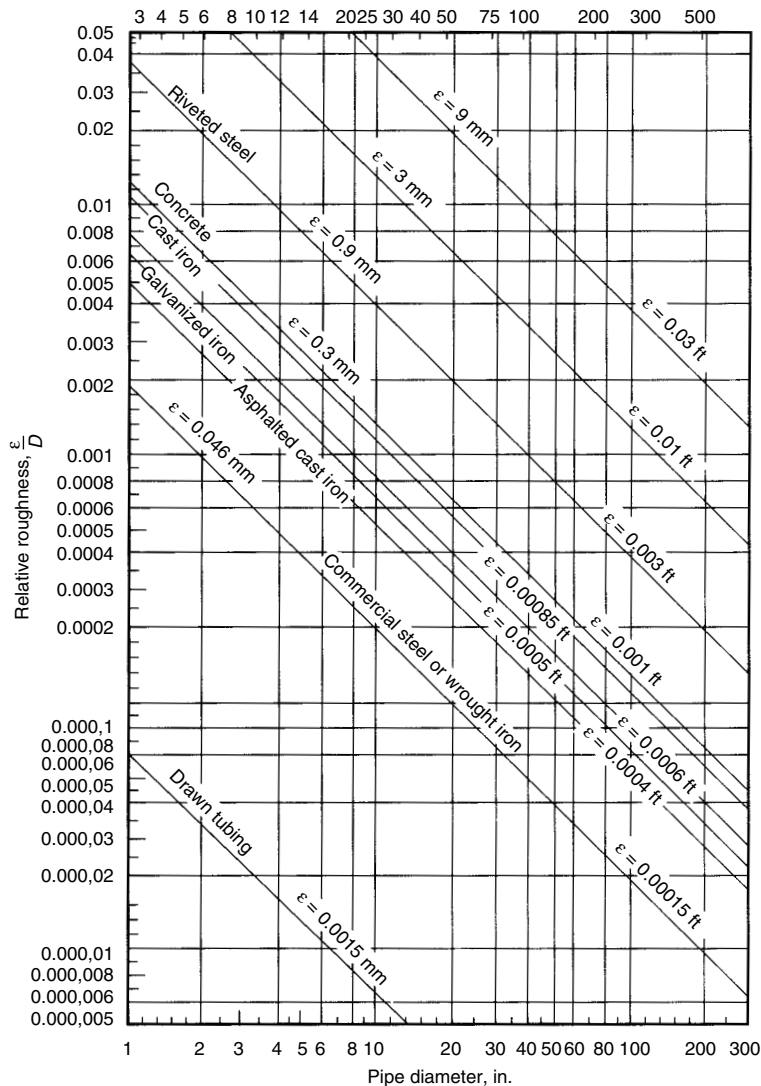 3 4 5 6 8 10 12 14 20 25 30 40 50 75 100 200 300 500
0.05
0.04
0.03
0.02
0.01
0.008
0.006
0.005
0.004
0.003
0.002
0.001
0.0008
0.0006
0.0005
0.0004
0.0003
0.0002
0.000,1
0.000,08
0.000,06
0.000,05
0.000,04
0.000,03
0.000,02
0.000,01
0.000,008
0.000,006
0.000,005
Relative roughness, ε/D
Riveted steel
Concrete
Cast iron
Galvanized iron
Asphalted cast iron
Commercial steel or wrought iron
Drawn tubing
ε = 9 mm
ε = 3 mm
ε = 0.9 mm
ε = 0.3 mm
ε = 0.046 mm
ε = 0.0015 mm
ε = 0.03 ft
ε = 0.01 ft
ε = 0.003 ft
ε = 0.001 ft
ε = 0.00085 ft
ε = 0.0005 ft
ε = 0.0006 ft
ε = 0.0004 ft
ε = 0.00015 ft
1 2 3 4 5 6 8 10 20 30 40 50 60 80 100 200 300
Pipe diameter, in.